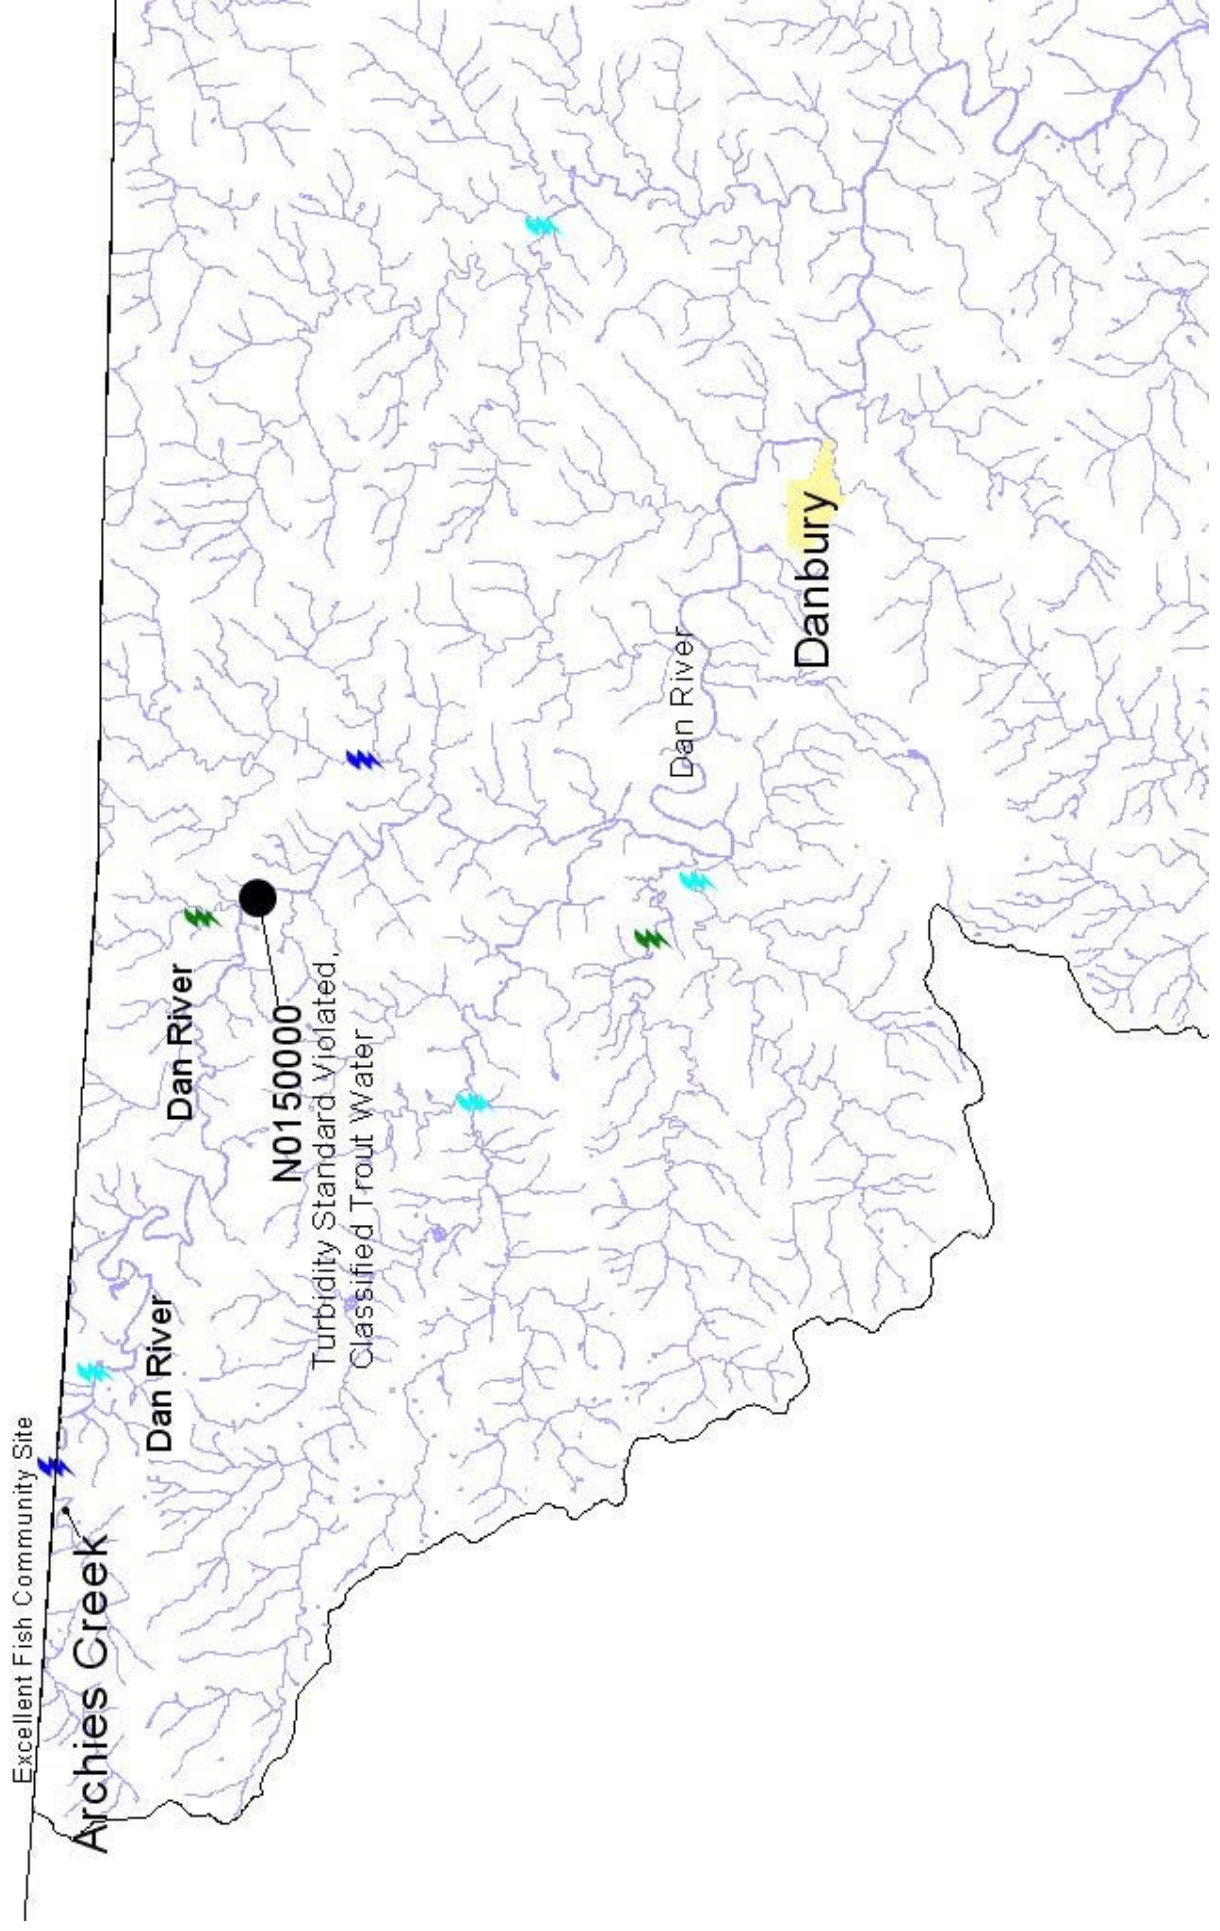 Excellent Fish Community Site
Archies Creek
Dan River
Dan River
N0150000
Turbidity Standard Violated,
Classified Trout Water
Dan River
Danbury